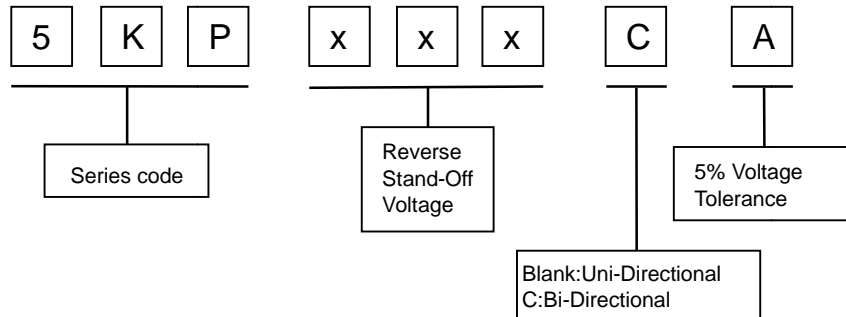 5 K P x x x C A
Series code
Reverse
Stand-Off
Voltage
5% Voltage
Tolerance
Blank:Uni-Directional
C:Bi-Directional